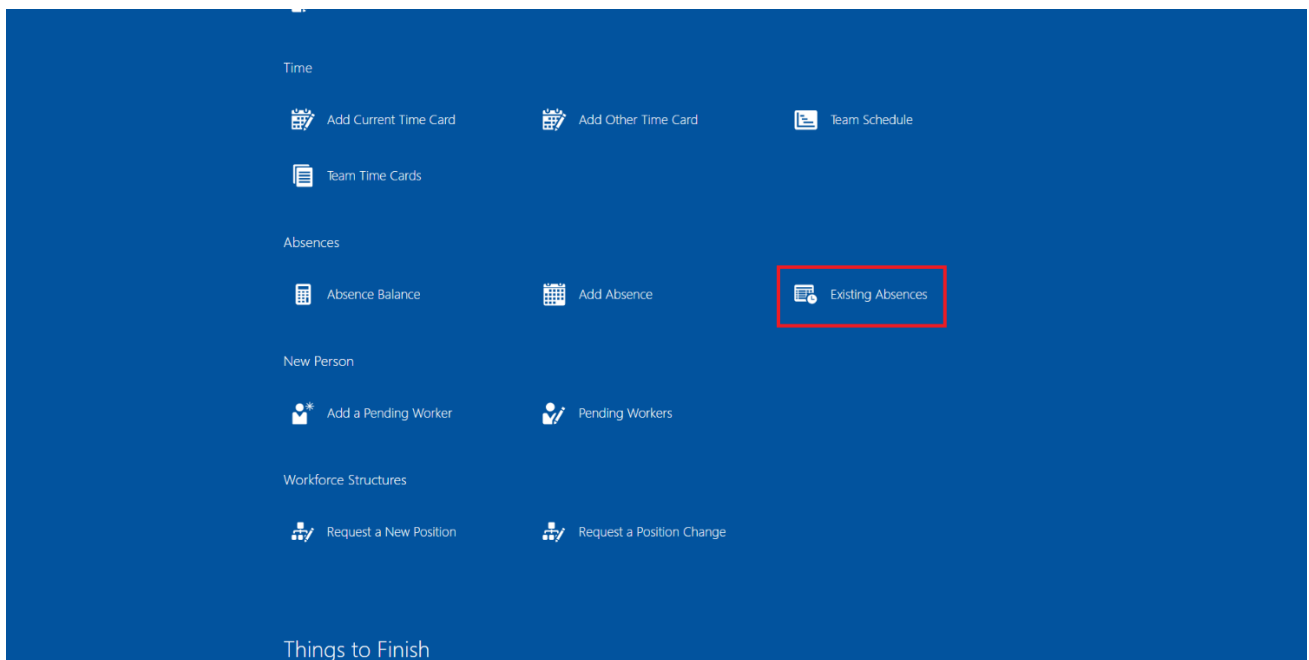 Time
Add Current Time Card
Add Other Time Card
Team Schedule
Team Time Cards
Absences
Absence Balance
Add Absence
Existing Absences
New Person
Add a Pending Worker
Pending Workers
Workforce Structures
Request a New Position
Request a Position Change
Things to Finish